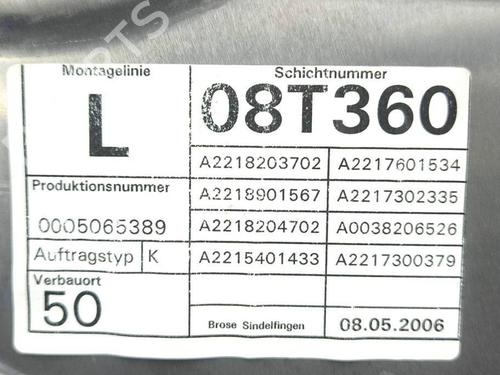 Montagelinie
Schichtnummer
L
08T360
A2218203702 A2217601534
Produktionsnummer
A2218901567 A2217302335
0005065389
A2218204702 A0038206526
Auftragstyp K
A2215401433 A2217300379
Verbauort
50
Brose Sindelfingen
08.05.2006